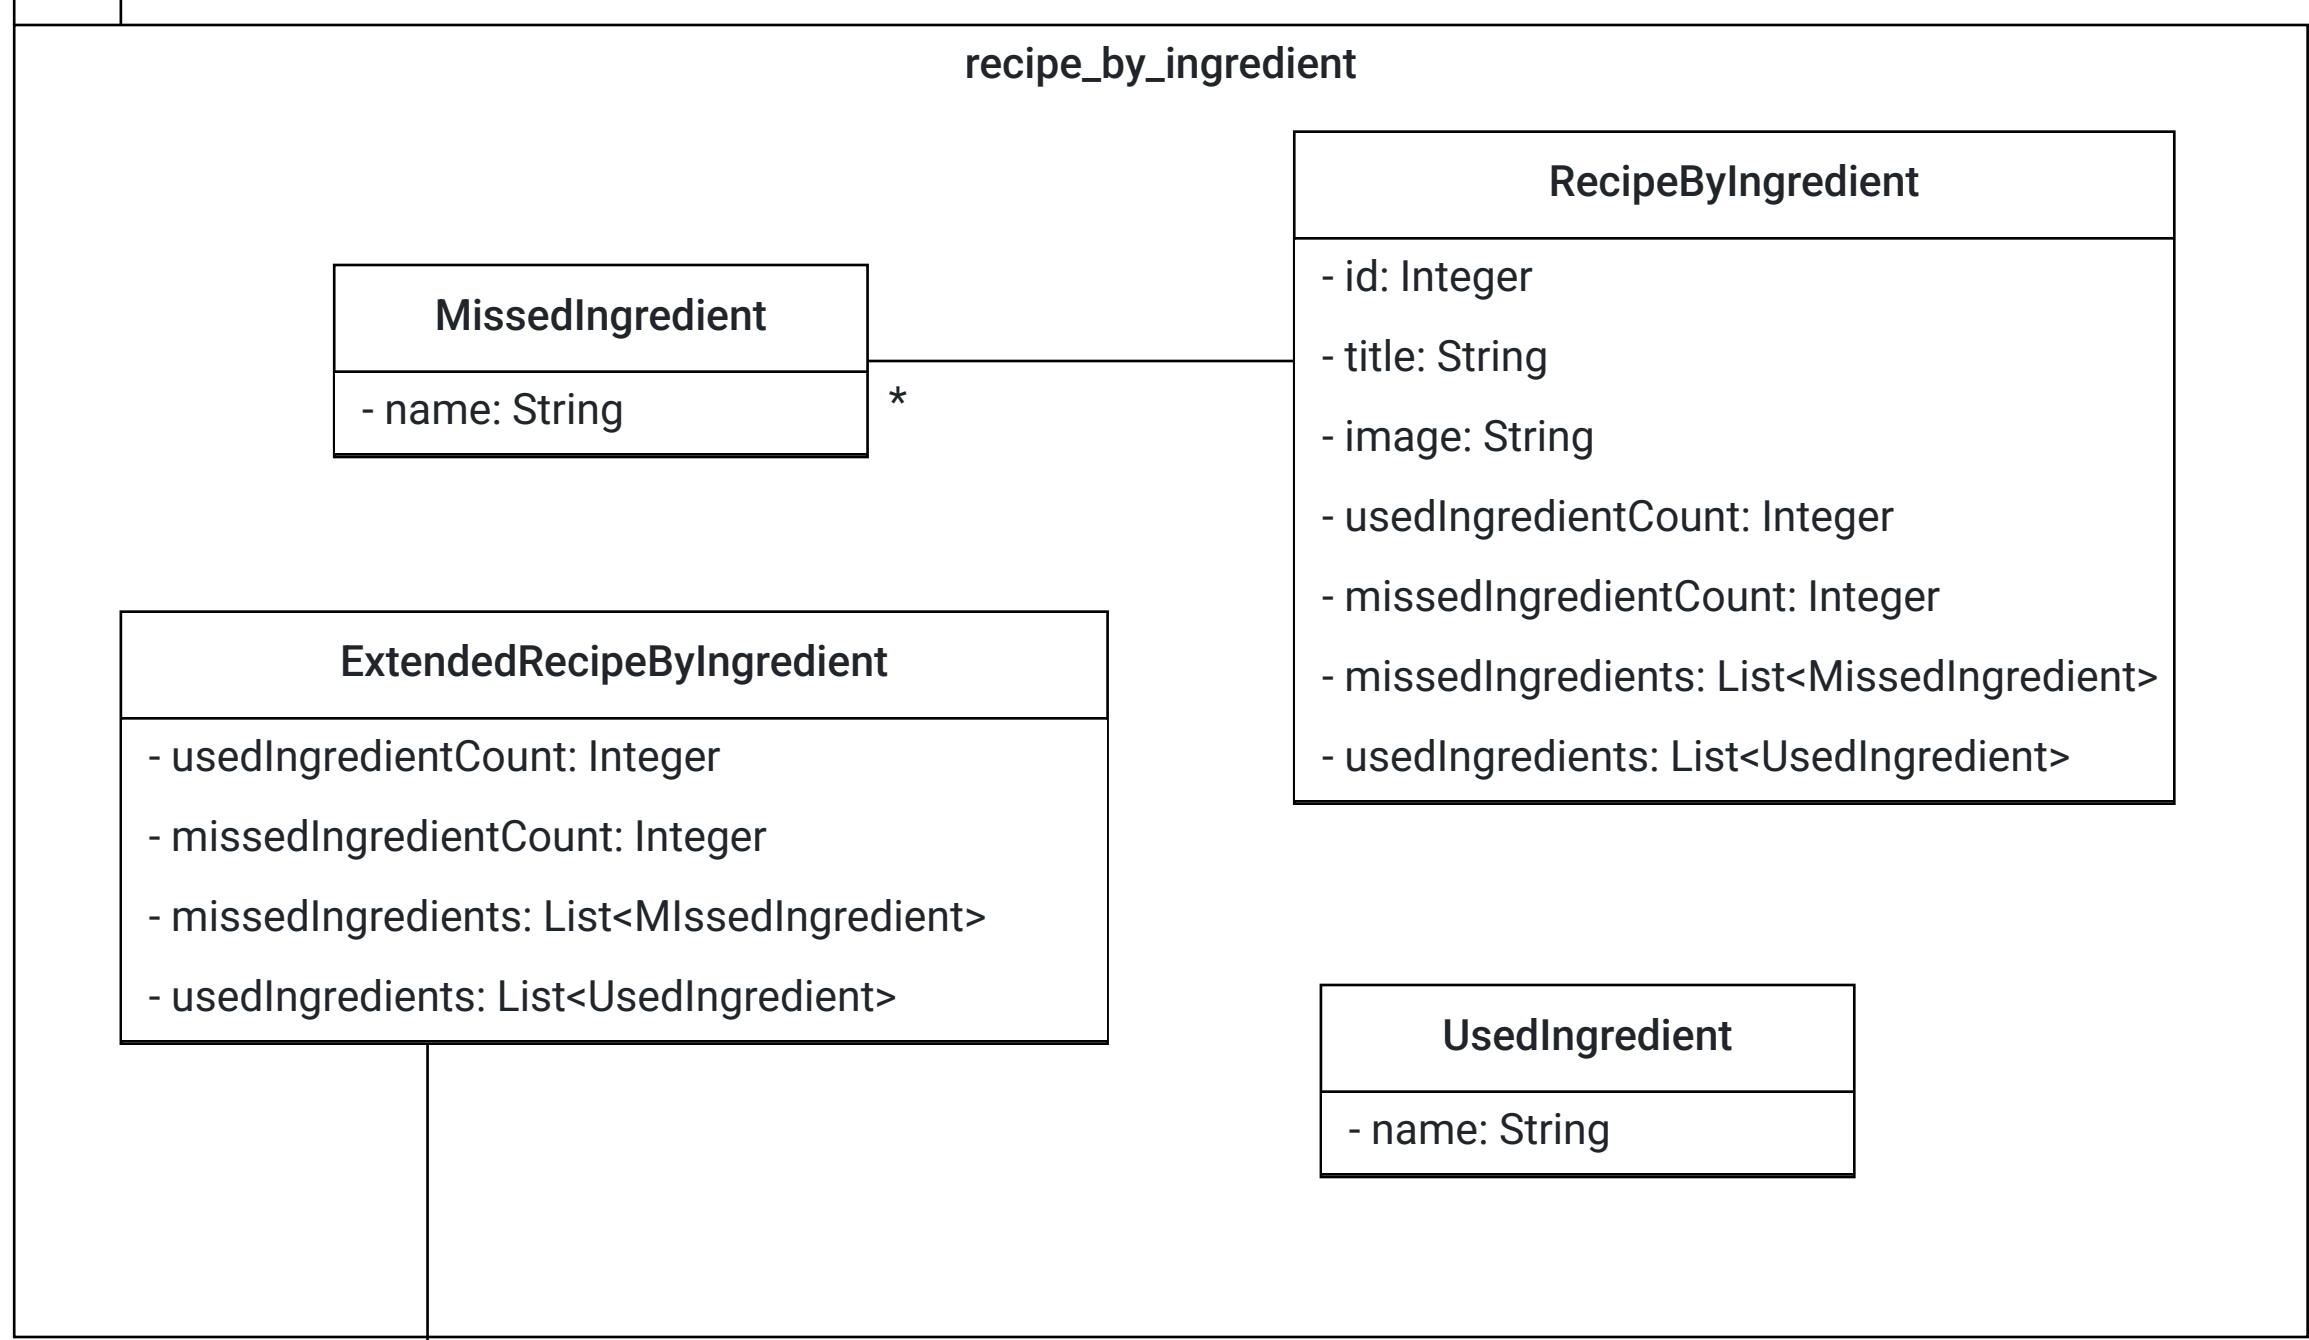 recipe_by_ingredient
RecipeByIngredient
- id: Integer
- title: String
- image: String
- usedIngredientCount: Integer
- missedIngredientCount: Integer
- missedIngredients: List<MissedIngredient>
- usedIngredients: List<UsedIngredient>
MissedIngredient
- name: String
*
ExtendedRecipeByIngredient
- usedIngredientCount: Integer
- missedIngredientCount: Integer
- missedIngredients: List<MIssedIngredient>
- usedIngredients: List<UsedIngredient>
UsedIngredient
- name: String